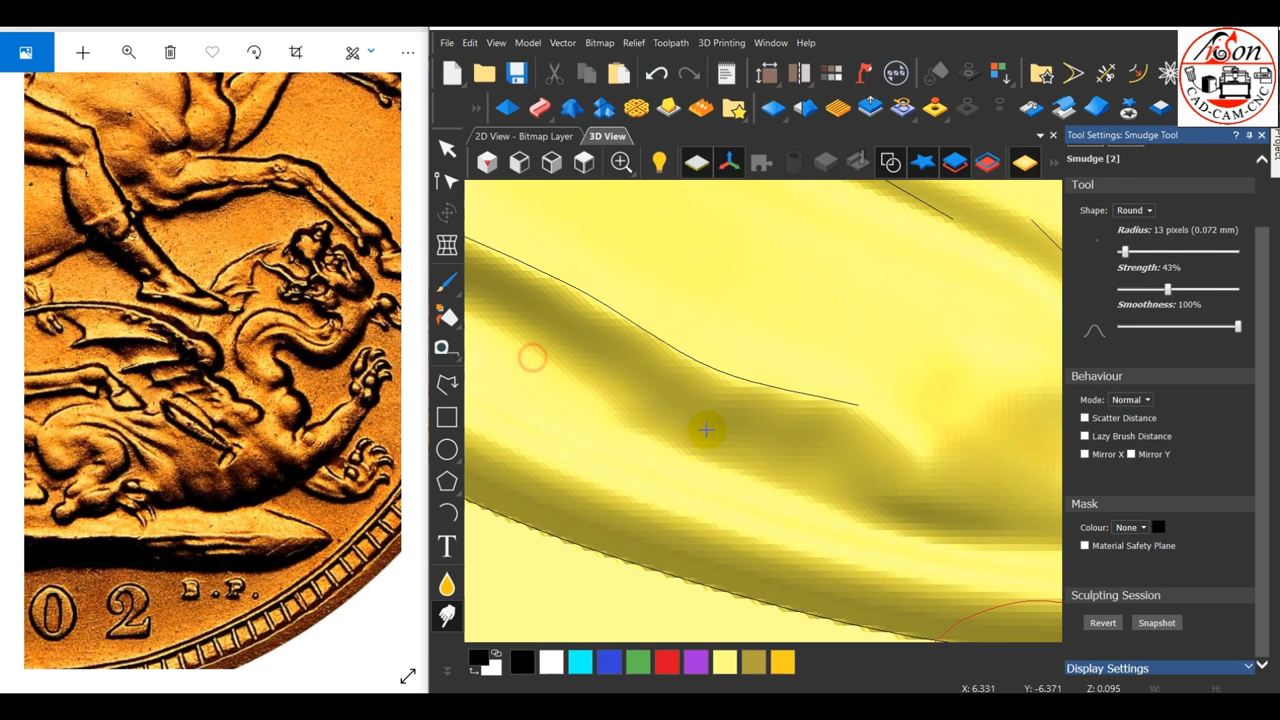 File Edit View Model Vector Bitmap Relief Toolpath 3D Printing Window Help
AiSon
CAD-CAM-CNC
2D View - Bitmap Layer 3D View
Tool Settings: Smudge Tool
Project
Smudge [2]
Tool
Shape: Round
Radius: 13 pixels (0.072 mm)
Strength: 43%
Smoothness: 100%
Behaviour
Mode: Normal
Scatter Distance
Lazy Brush Distance
Mirror X Mirror Y
Mask
Colour: None
Material Safety Plane
Sculpting Session
Revert Snapshot
Display Settings
X: 6.331 Y: -6.371 Z: 0.095 W: H:
T
02 B.P.